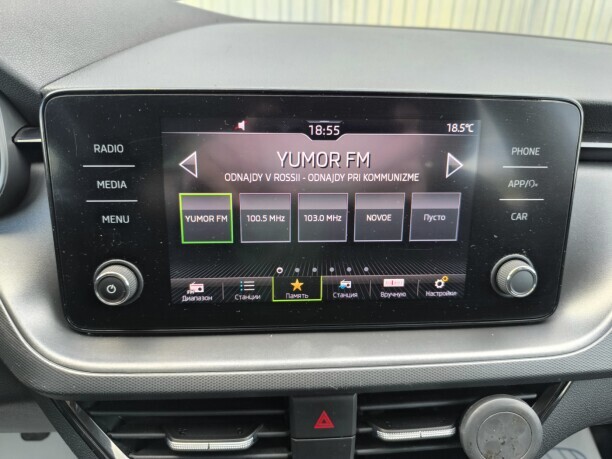 18:55
18.5°C
RADIO
MEDIA
MENU
YUMOR FM
ODNAJDY V ROSSII - ODNAJDY PRI KOMMUNIZME
YUMOR FM
100.5 MHz
103.0 MHz
NOVOE
Пусто
Диапазон
Станции
Память
Станция
Вручную
Настройки
PHONE
APP/
CAR